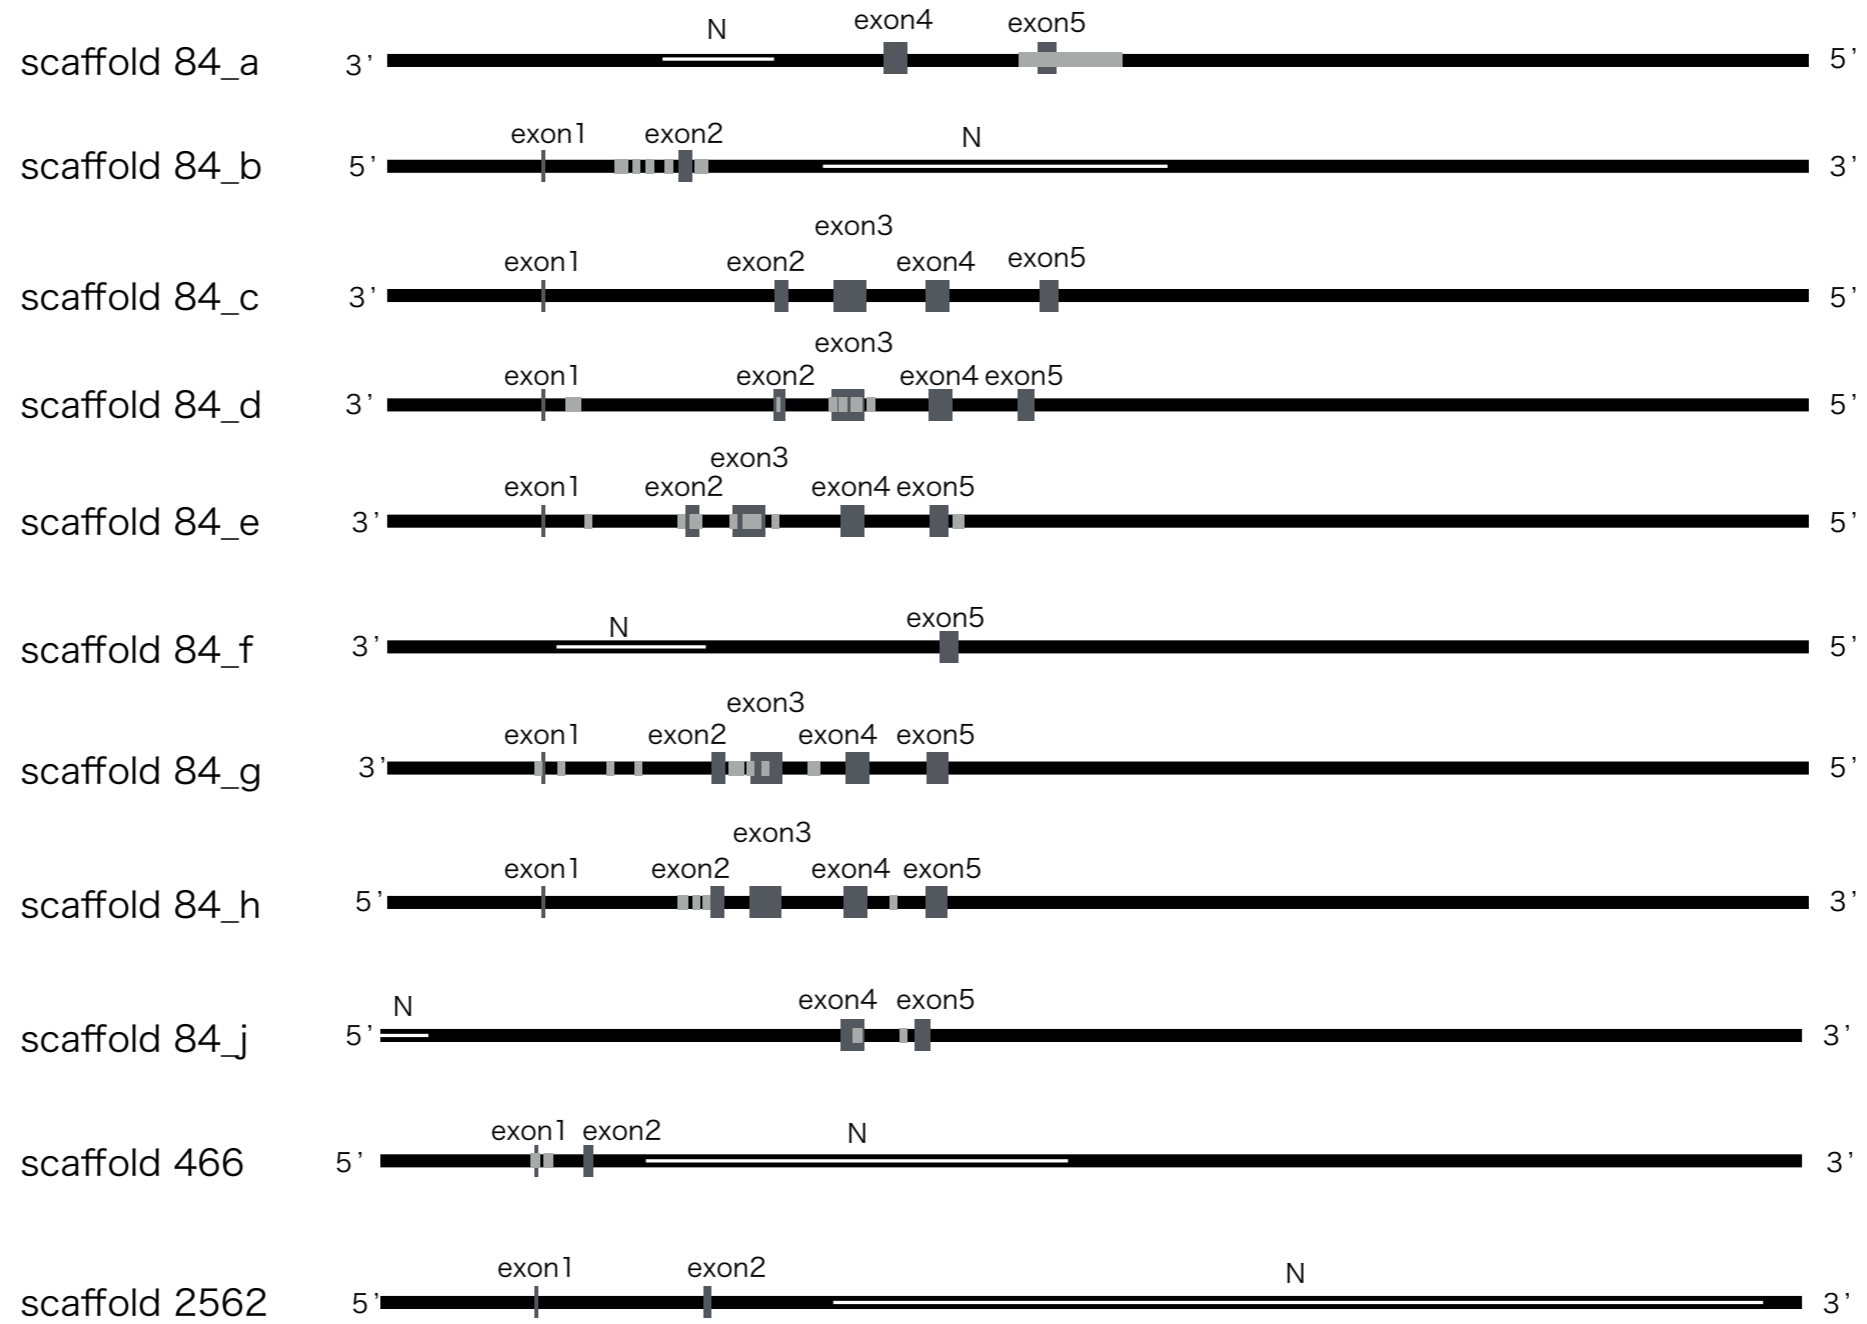 N exon4 exon5
scaffold 84_a 3’ 5’
exon1 exon2 N
scaffold 84_b 5’ 3’
exon3
exon1 exon2 exon4 exon5
scaffold 84_c 3’ 5’
exon3
exon1 exon2 exon4 exon5
scaffold 84_d 3’ 5’
exon3
exon1 exon2 exon4 exon5
scaffold 84_e 3’ 5’
N exon5
scaffold 84_f 3’ 5’
exon3
exon1 exon2 exon4 exon5
scaffold 84_g 3’ 5’
exon3
exon1 exon2 exon4 exon5
scaffold 84_h 5’ 3’
N exon4 exon5
scaffold 84_j 5’ 3’
exon1 exon2 N
scaffold 466 5’ 3’
exon1 exon2 N
scaffold 2562 5’ 3’